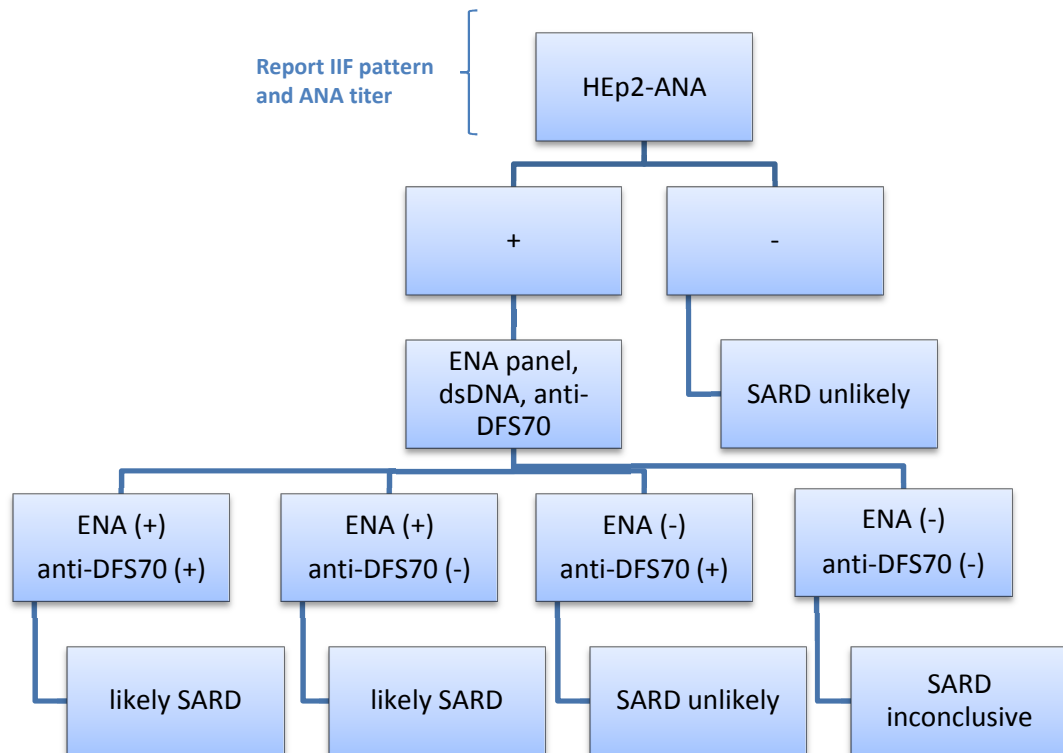 Report IIF pattern
and ANA titer
HEp2-ANA
+
-
ENA panel,
dsDNA, anti-
DFS70
SARD unlikely
ENA (+)
anti-DFS70 (+)
ENA (+)
anti-DFS70 (-)
ENA (-)
anti-DFS70 (+)
ENA (-)
anti-DFS70 (-)
likely SARD
likely SARD
SARD unlikely
SARD
inconclusive